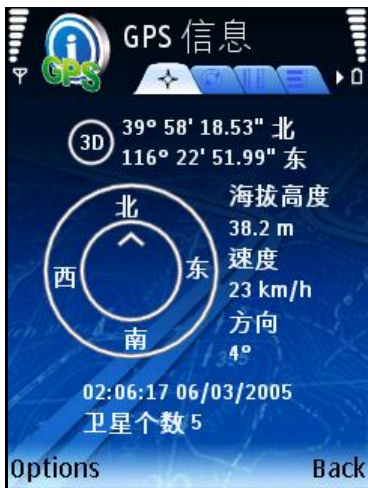 GPS 信息
GPS
3D
39° 58' 18.53" 北
116° 22' 51.99" 东
北
西
东
南
海拔高度
38.2 m
速度
23 km/h
方向
4°
02:06:17 06/03/2005
卫星个数 5
Options
Back